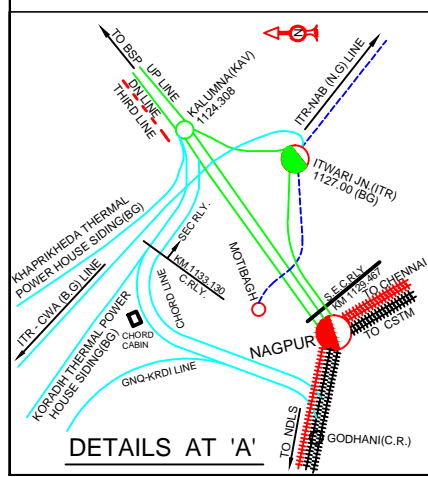 TO BSP
UP LINE
DN LINE
THIRD LINE
KALUMNA(KAV)
1124.308
N
ITR-NAB (N.G) LINE
ITWARI JN.(ITR)
1127.00 (BG)
KHAPRIKHEDA THERMAL
POWER HOUSE SIDING(BG)
ITR- CWA (B.G) LINE
KORADIH THERMAL POWER
HOUSE SIDING(BG)
SEC RLY.
KM.1133.130
C.RLY.
CHORD LINE
CHORD
CABIN
MOTIBAGH
S.E.C.RLY
KM 1129.467
TO CHENNAI
TO CSTM
NAGPUR
GNQ-KRDI LINE
TO NDLS
GODHANI(C.R.)
DETAILS AT 'A'